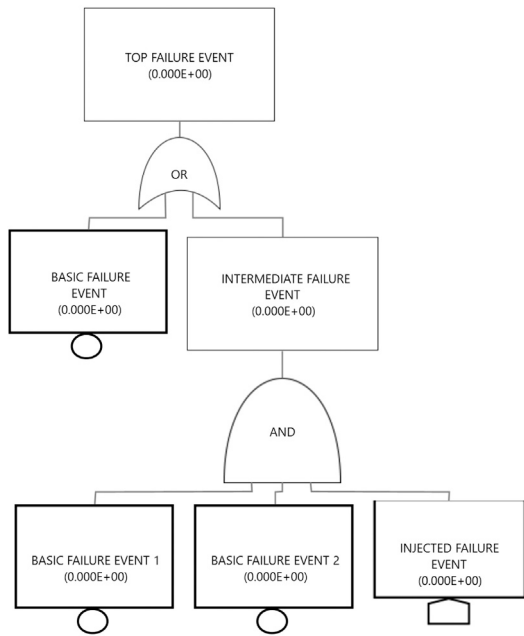 TOP FAILURE EVENT
(0.000E+00)
OR
BASIC FAILURE
EVENT
(0.000E+00)
INTERMEDIATE FAILURE
EVENT
(0.000E+00)
AND
BASIC FAILURE EVENT 1
(0.000E+00)
BASIC FAILURE EVENT 2
(0.000E+00)
INJECTED FAILURE
EVENT
(0.000E+00)